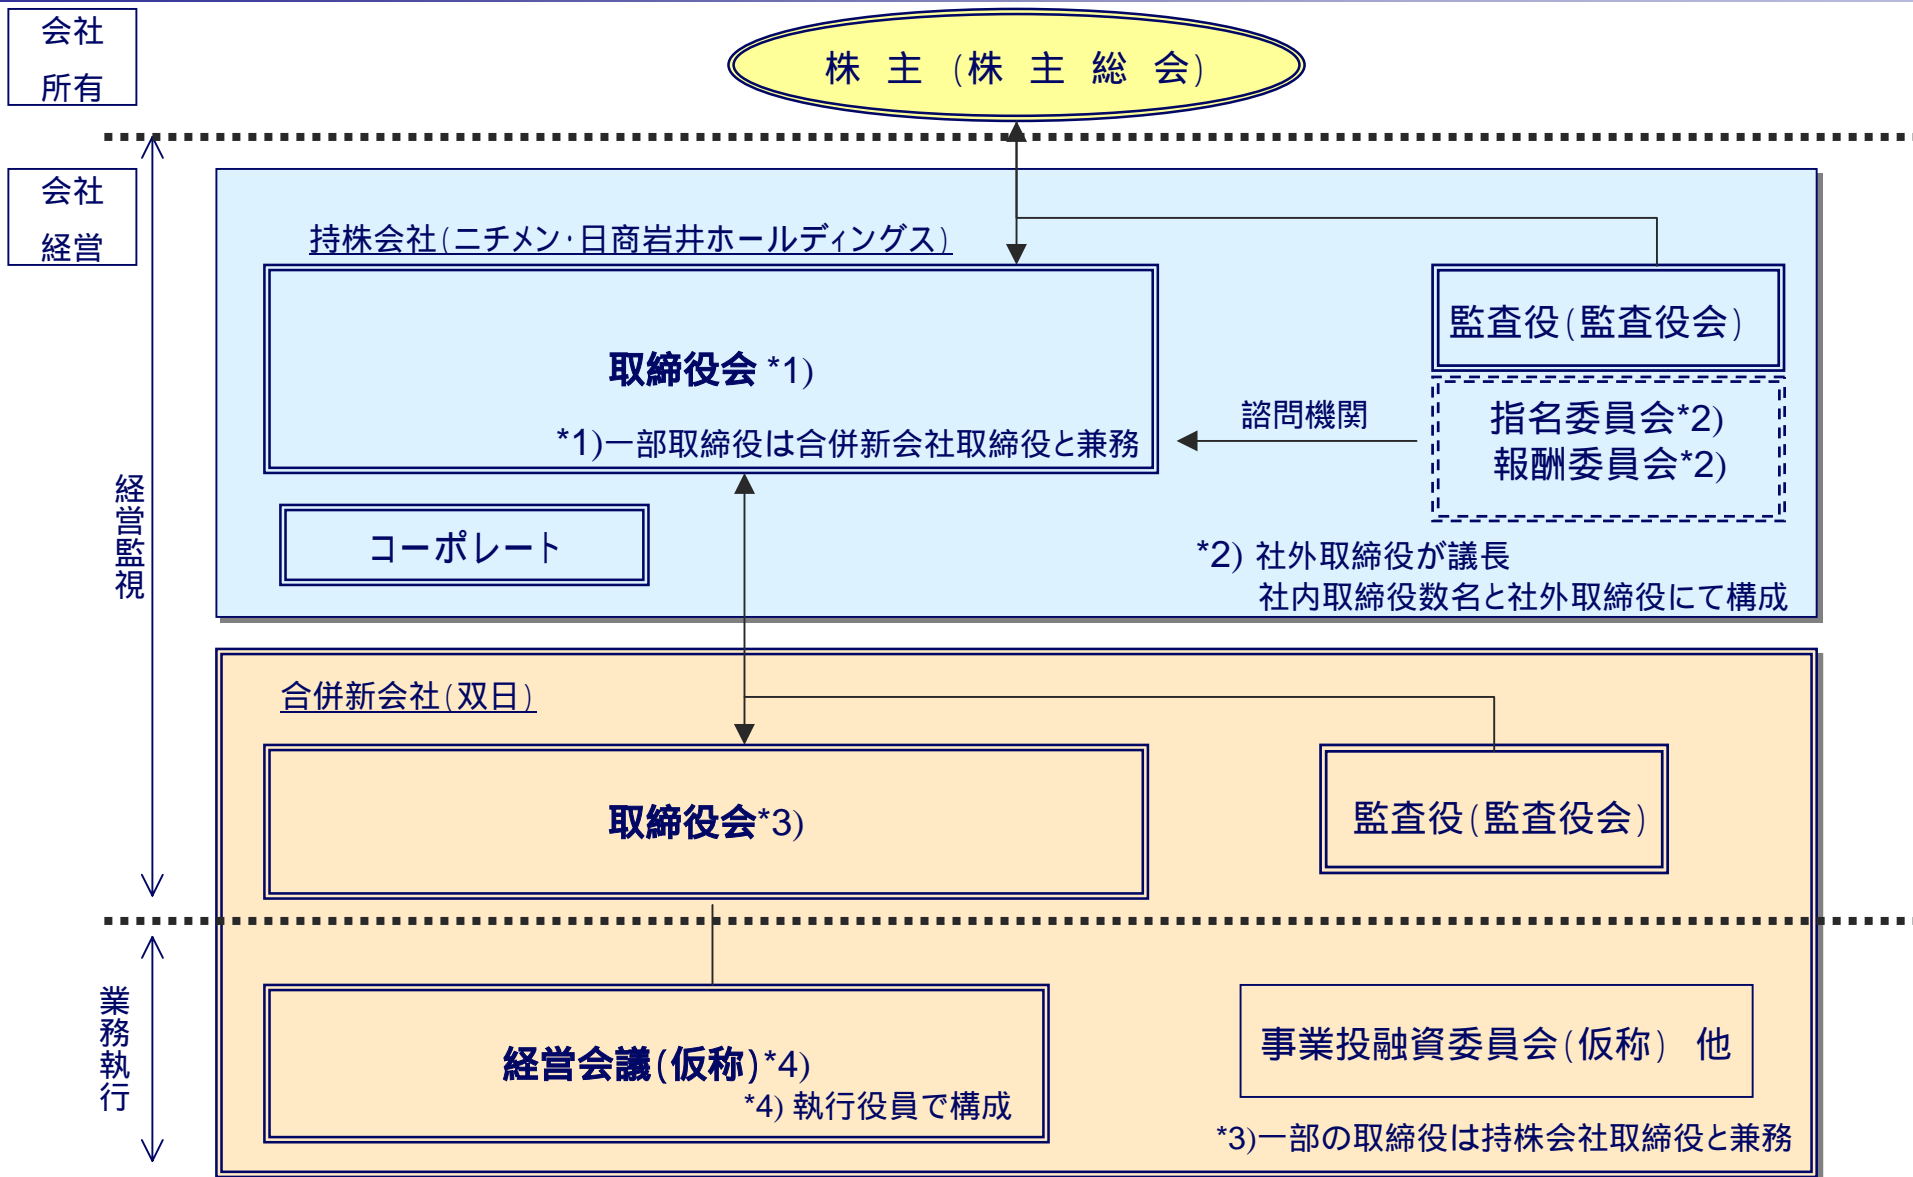 会社
所有
株 主 (株 主 総 会)
会社
経営
持株会社(ニチメン・日商岩井ホールディングス)
取締役会 *1)
*1)一部取締役は合併新会社取締役と兼務
監査役(監査役会)
諮問機関
指名委員会*2)
報酬委員会*2)
コーポレート
*2) 社外取締役が議長
社内取締役数名と社外取締役にて構成
経営監視
合併新会社(双日)
取締役会*3)
監査役(監査役会)
業務執行
経営会議(仮称)*4)
*4) 執行役員で構成
事業投融資委員会(仮称) 他
*3)一部の取締役は持株会社取締役と兼務